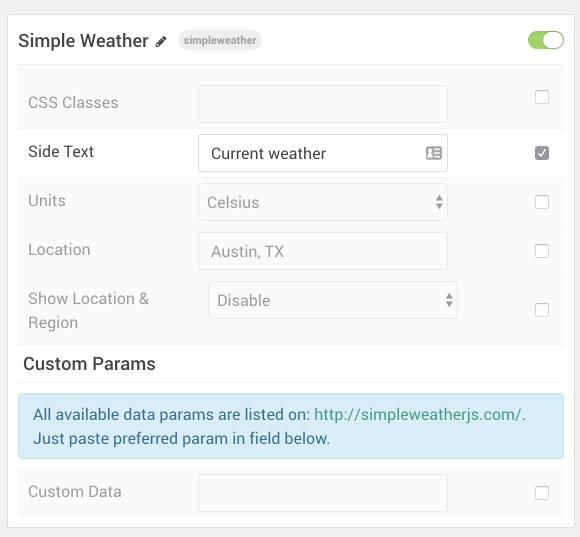 Simple Weather simpleweather
CSS Classes
Side Text Current weather
Units Celsius
Location Austin, TX
Show Location & Disable
Region
Custom Params
All available data params are listed on: http://simpleweatherjs.com/.
Just paste preferred param in field below.
Custom Data